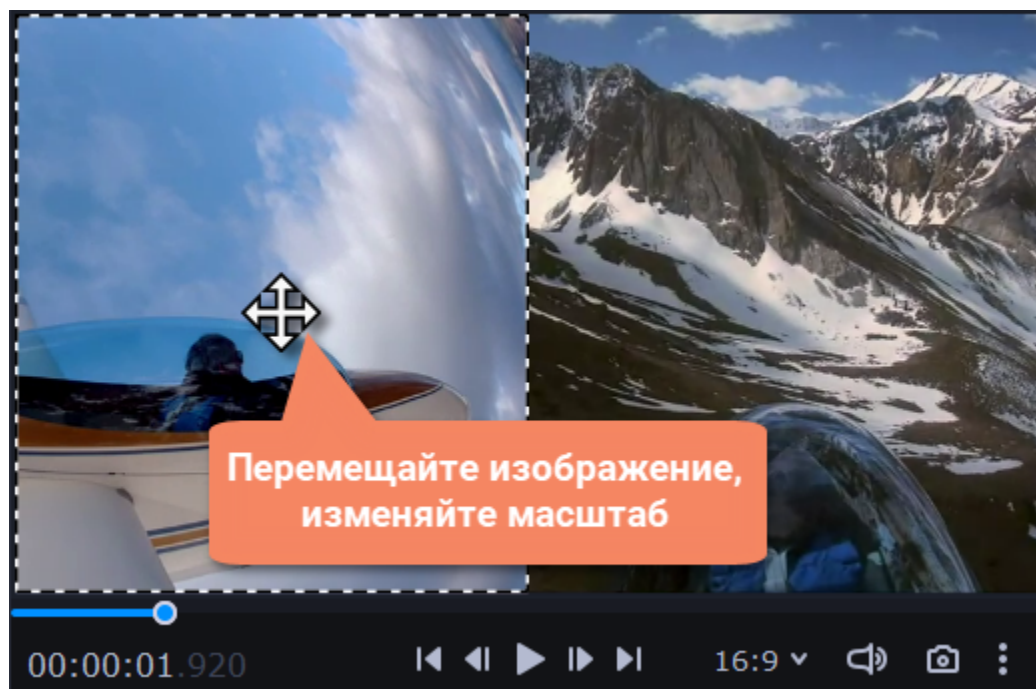 Перемещайте изображение,
изменяйте масштаб
00:00:01.920
16:9